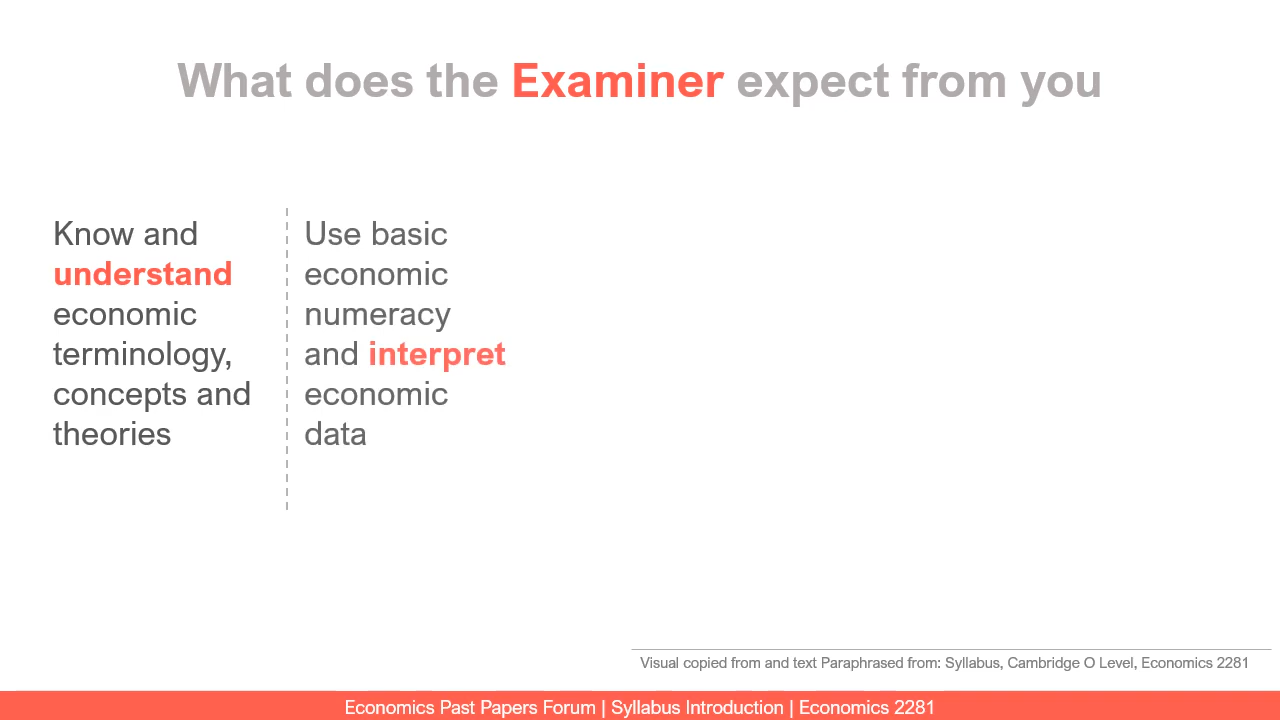 What does the Examiner expect from you
Know and
understand
economic
terminology,
concepts and
theories
Use basic
economic
numeracy
and interpret
economic
data
Visual copied from and text Paraphrased from: Syllabus, Cambridge O Level, Economics 2281
Economics Past Papers Forum | Syllabus Introduction | Economics 2281